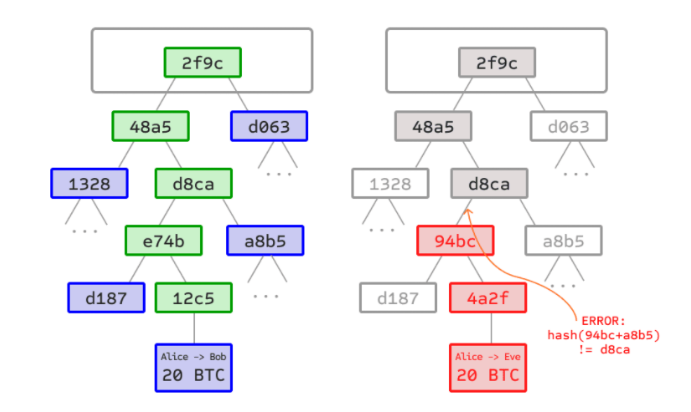 2f9c
48a5
d063
1328
d8ca
...
e74b
a8b5
...
d187
12c5
...
Alice -> Bob
20 BTC
2f9c
48a5
d063
1328
d8ca
...
94bc
a8b5
...
d187
4a2f
...
ERROR:
hash(94bc+a8b5)
!= d8ca
Alice -> Eve
20 BTC